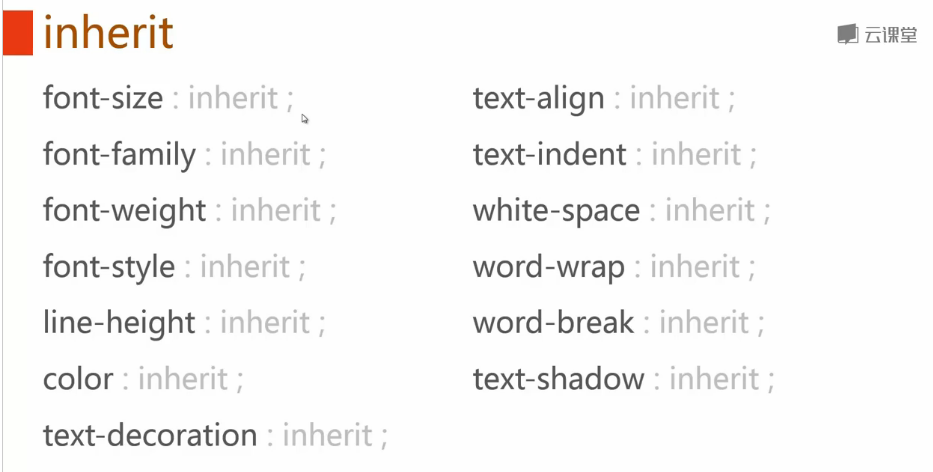 inherit
云课堂
font-size : inherit ;
font-family : inherit ;
font-weight : inherit ;
font-style : inherit ;
line-height : inherit ;
color : inherit ;
text-decoration : inherit ;
text-align : inherit ;
text-indent : inherit ;
white-space : inherit ;
word-wrap : inherit ;
word-break : inherit ;
text-shadow : inherit ;